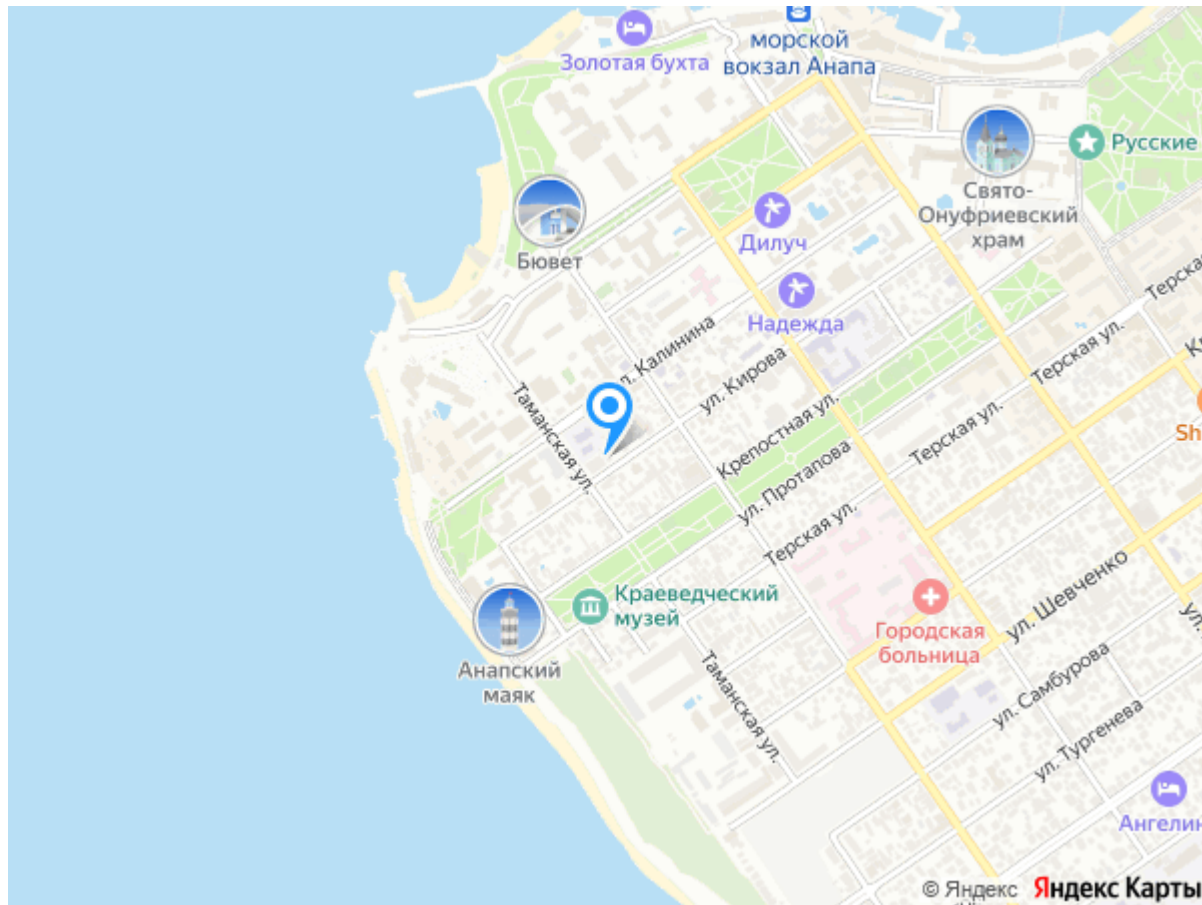 морской
вокзал Анапа
Золотая бухта
Русские
Свято-
Онуфриевский
храм
Дилуч
Бювет
Надежда
ул. Калинина
ул. Кирова
Терская ул.
Таманская ул.
Крепостная ул.
Терская ул.
Sh
ул. Протапова
Терская ул.
Краеведческий
музей
ул. Шевченко
Городская
больница
Анапский
маяк
ул. Самбурова
Таманская ул.
ул. Тургенева
Ангелин
© Яндекс Яндекс Карты